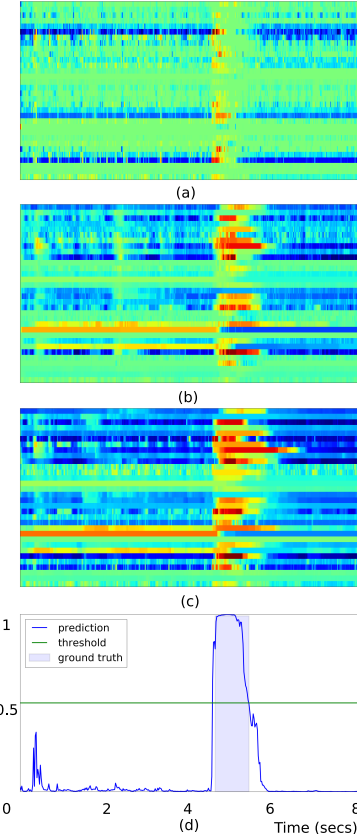 (a)
(b)
(c)
1
prediction
threshold
ground truth
0.5
0 2 4 6 8
(d)
Time (secs)